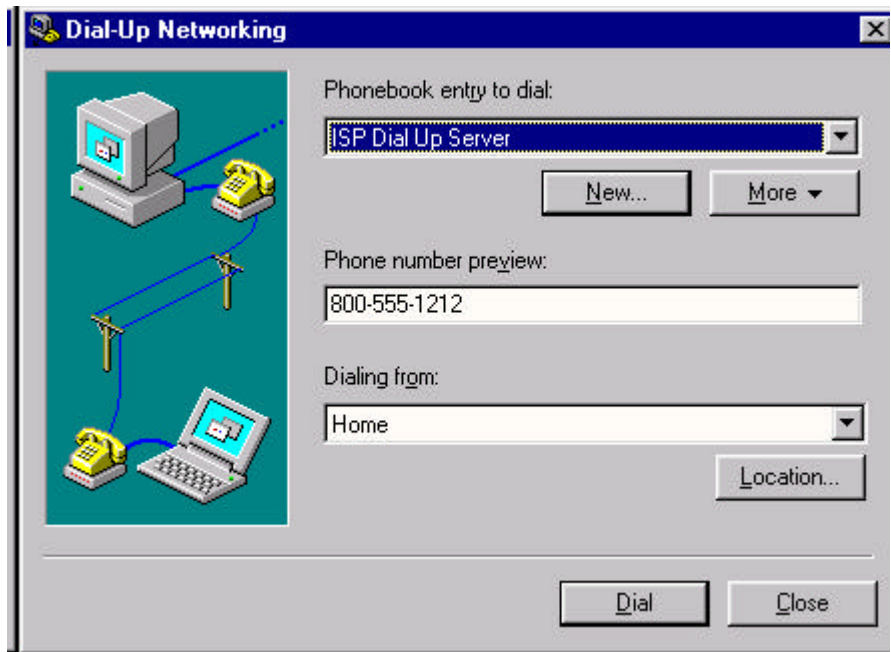 Dial-Up Networking
Phonebook entry to dial:
ISP Dial Up Server
New... More
Phone number preview:
800-555-1212
Dialing from:
Home
Location...
Dial Close